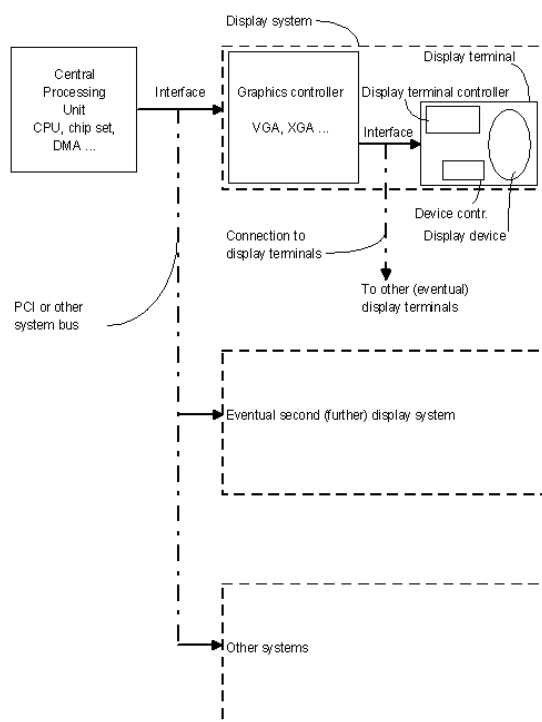 Display system
Central
Processing
Unit
CPU, chip set,
DMA ...
Interface
Graphics controller
VGA, XGA ...
Display terminal
Display terminal controller
Interface
Device contr.
Display device
Connection to
display terminals
To other (eventual)
display terminals
PCI or other
system bus
Eventual second (further) display system
Other systems